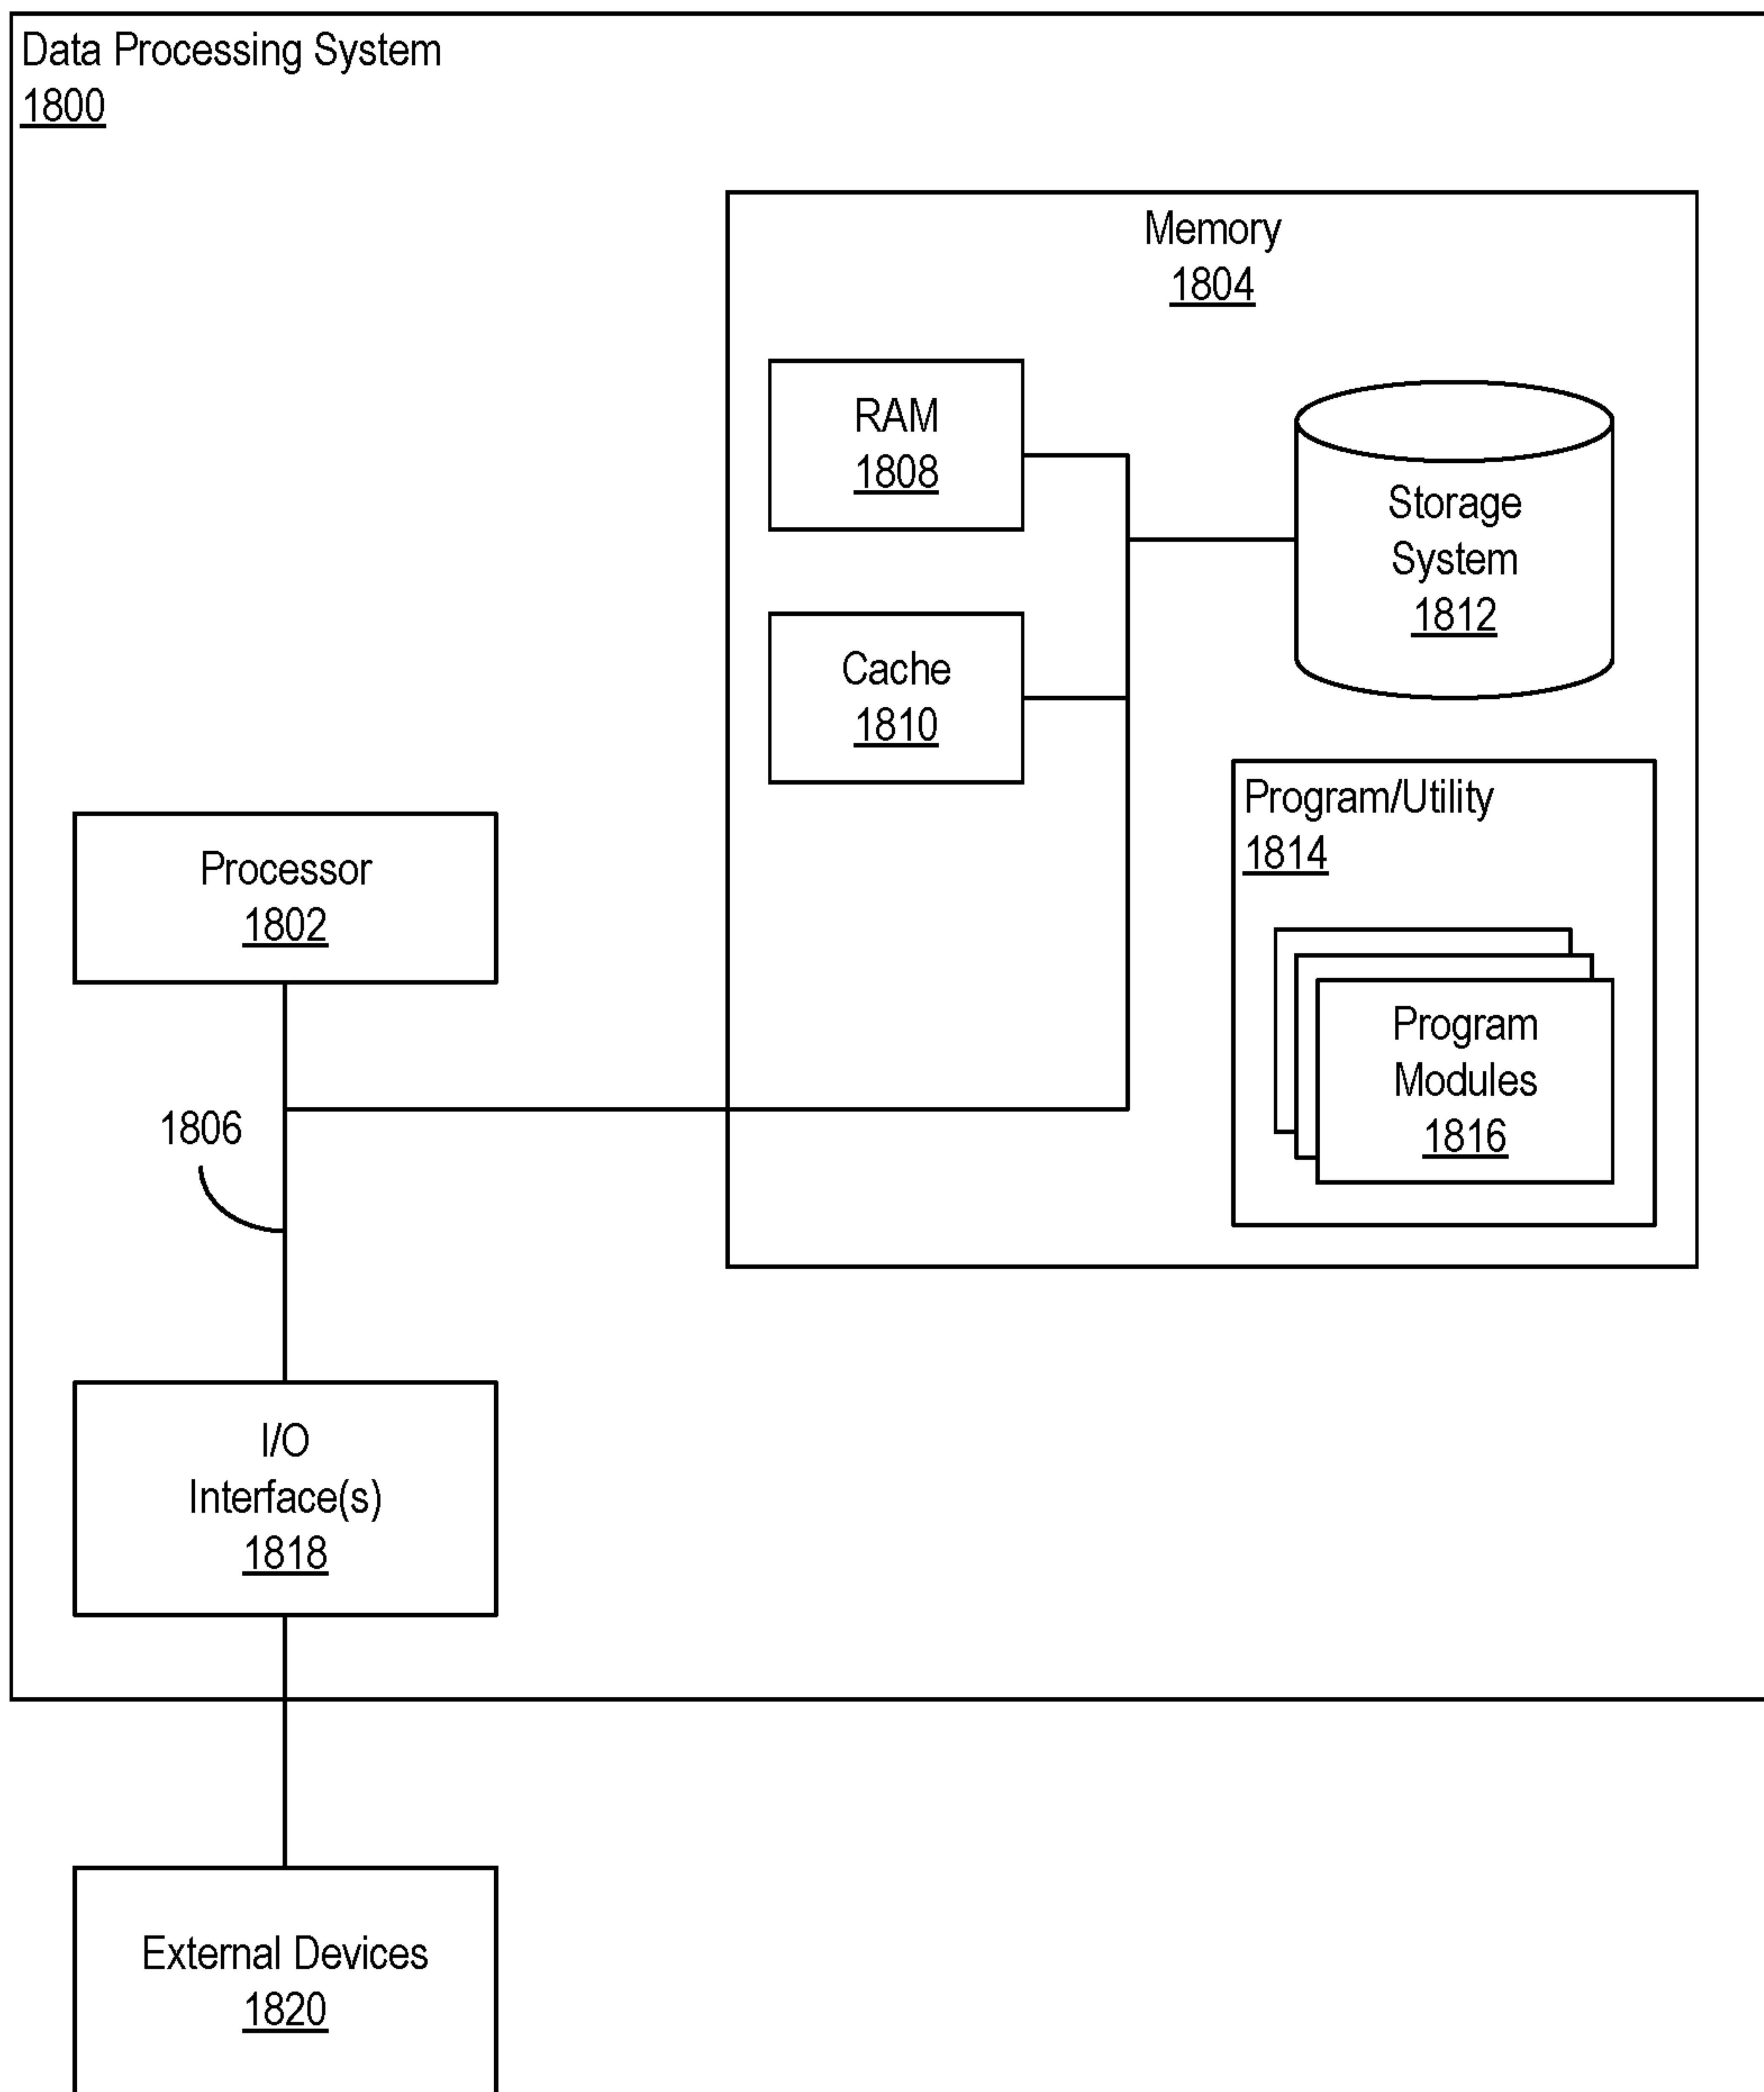 Data Processing System
1800
Memory
1804
RAM
1808
Storage
System
1812
Cache
1810
Program/Utility
1814
Processor
1802
Program
Modules
1816
1806
I/O
Interface(s)
1818
External Devices
1820